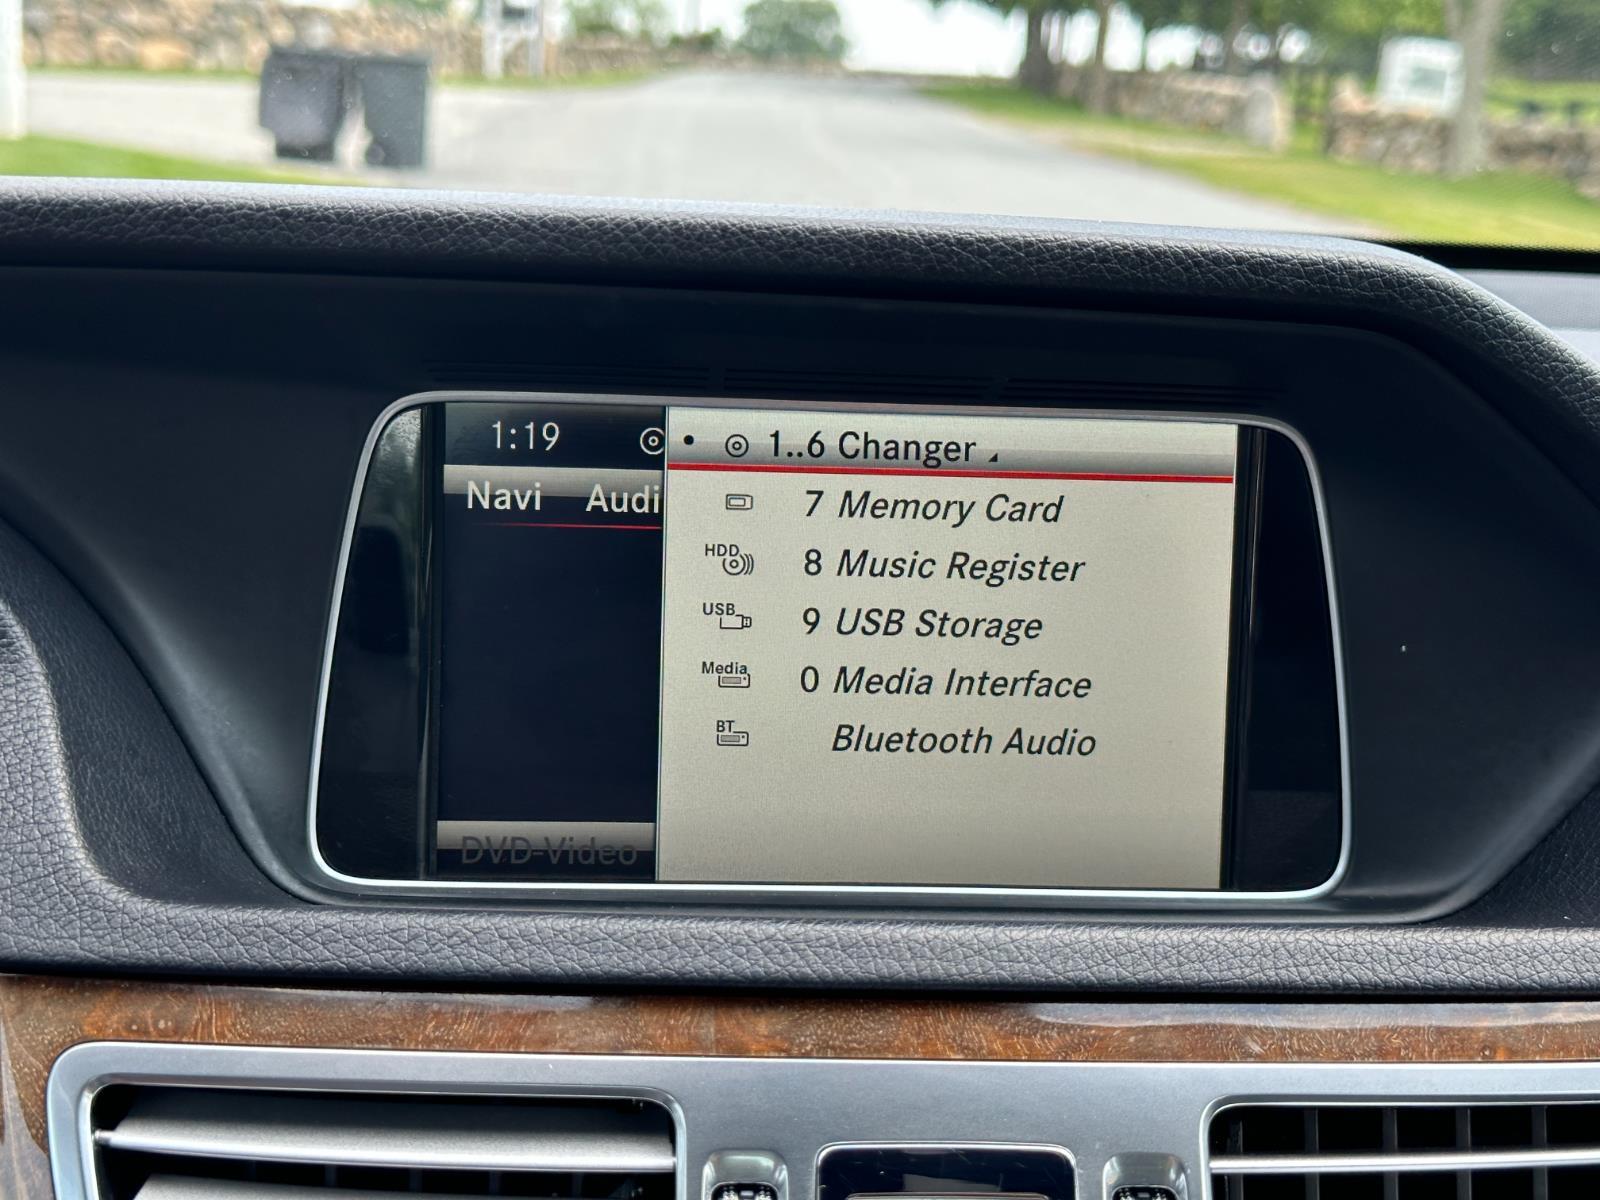 1:19
Navi Audi
DVD-Video
1..6 Changer
7 Memory Card
HDD 8 Music Register
USB 9 USB Storage
Media 0 Media Interface
BT Bluetooth Audio